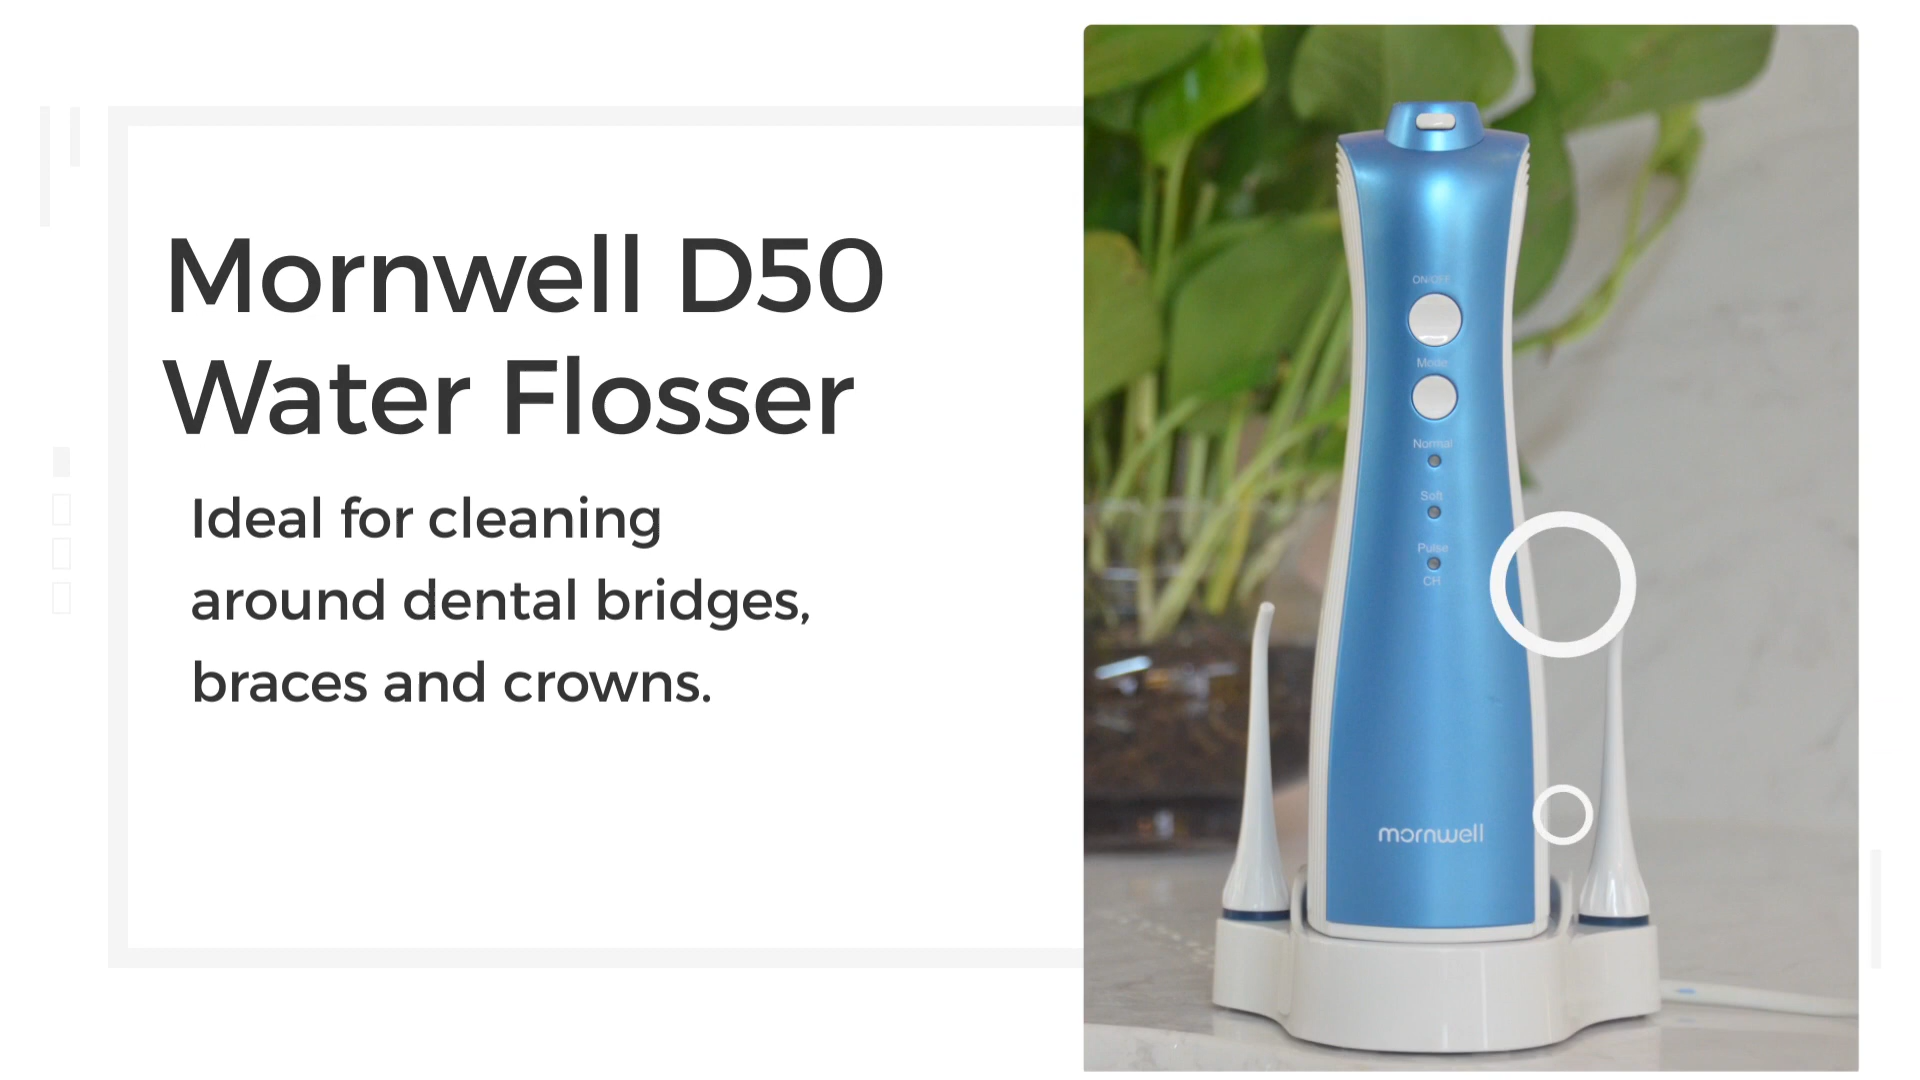 Mornwell D50
Water Flosser
Ideal for cleaning
around dental bridges,
braces and crowns.
ON/OFF
Mode
Normal
Soft
Pulse
CH
mornwell